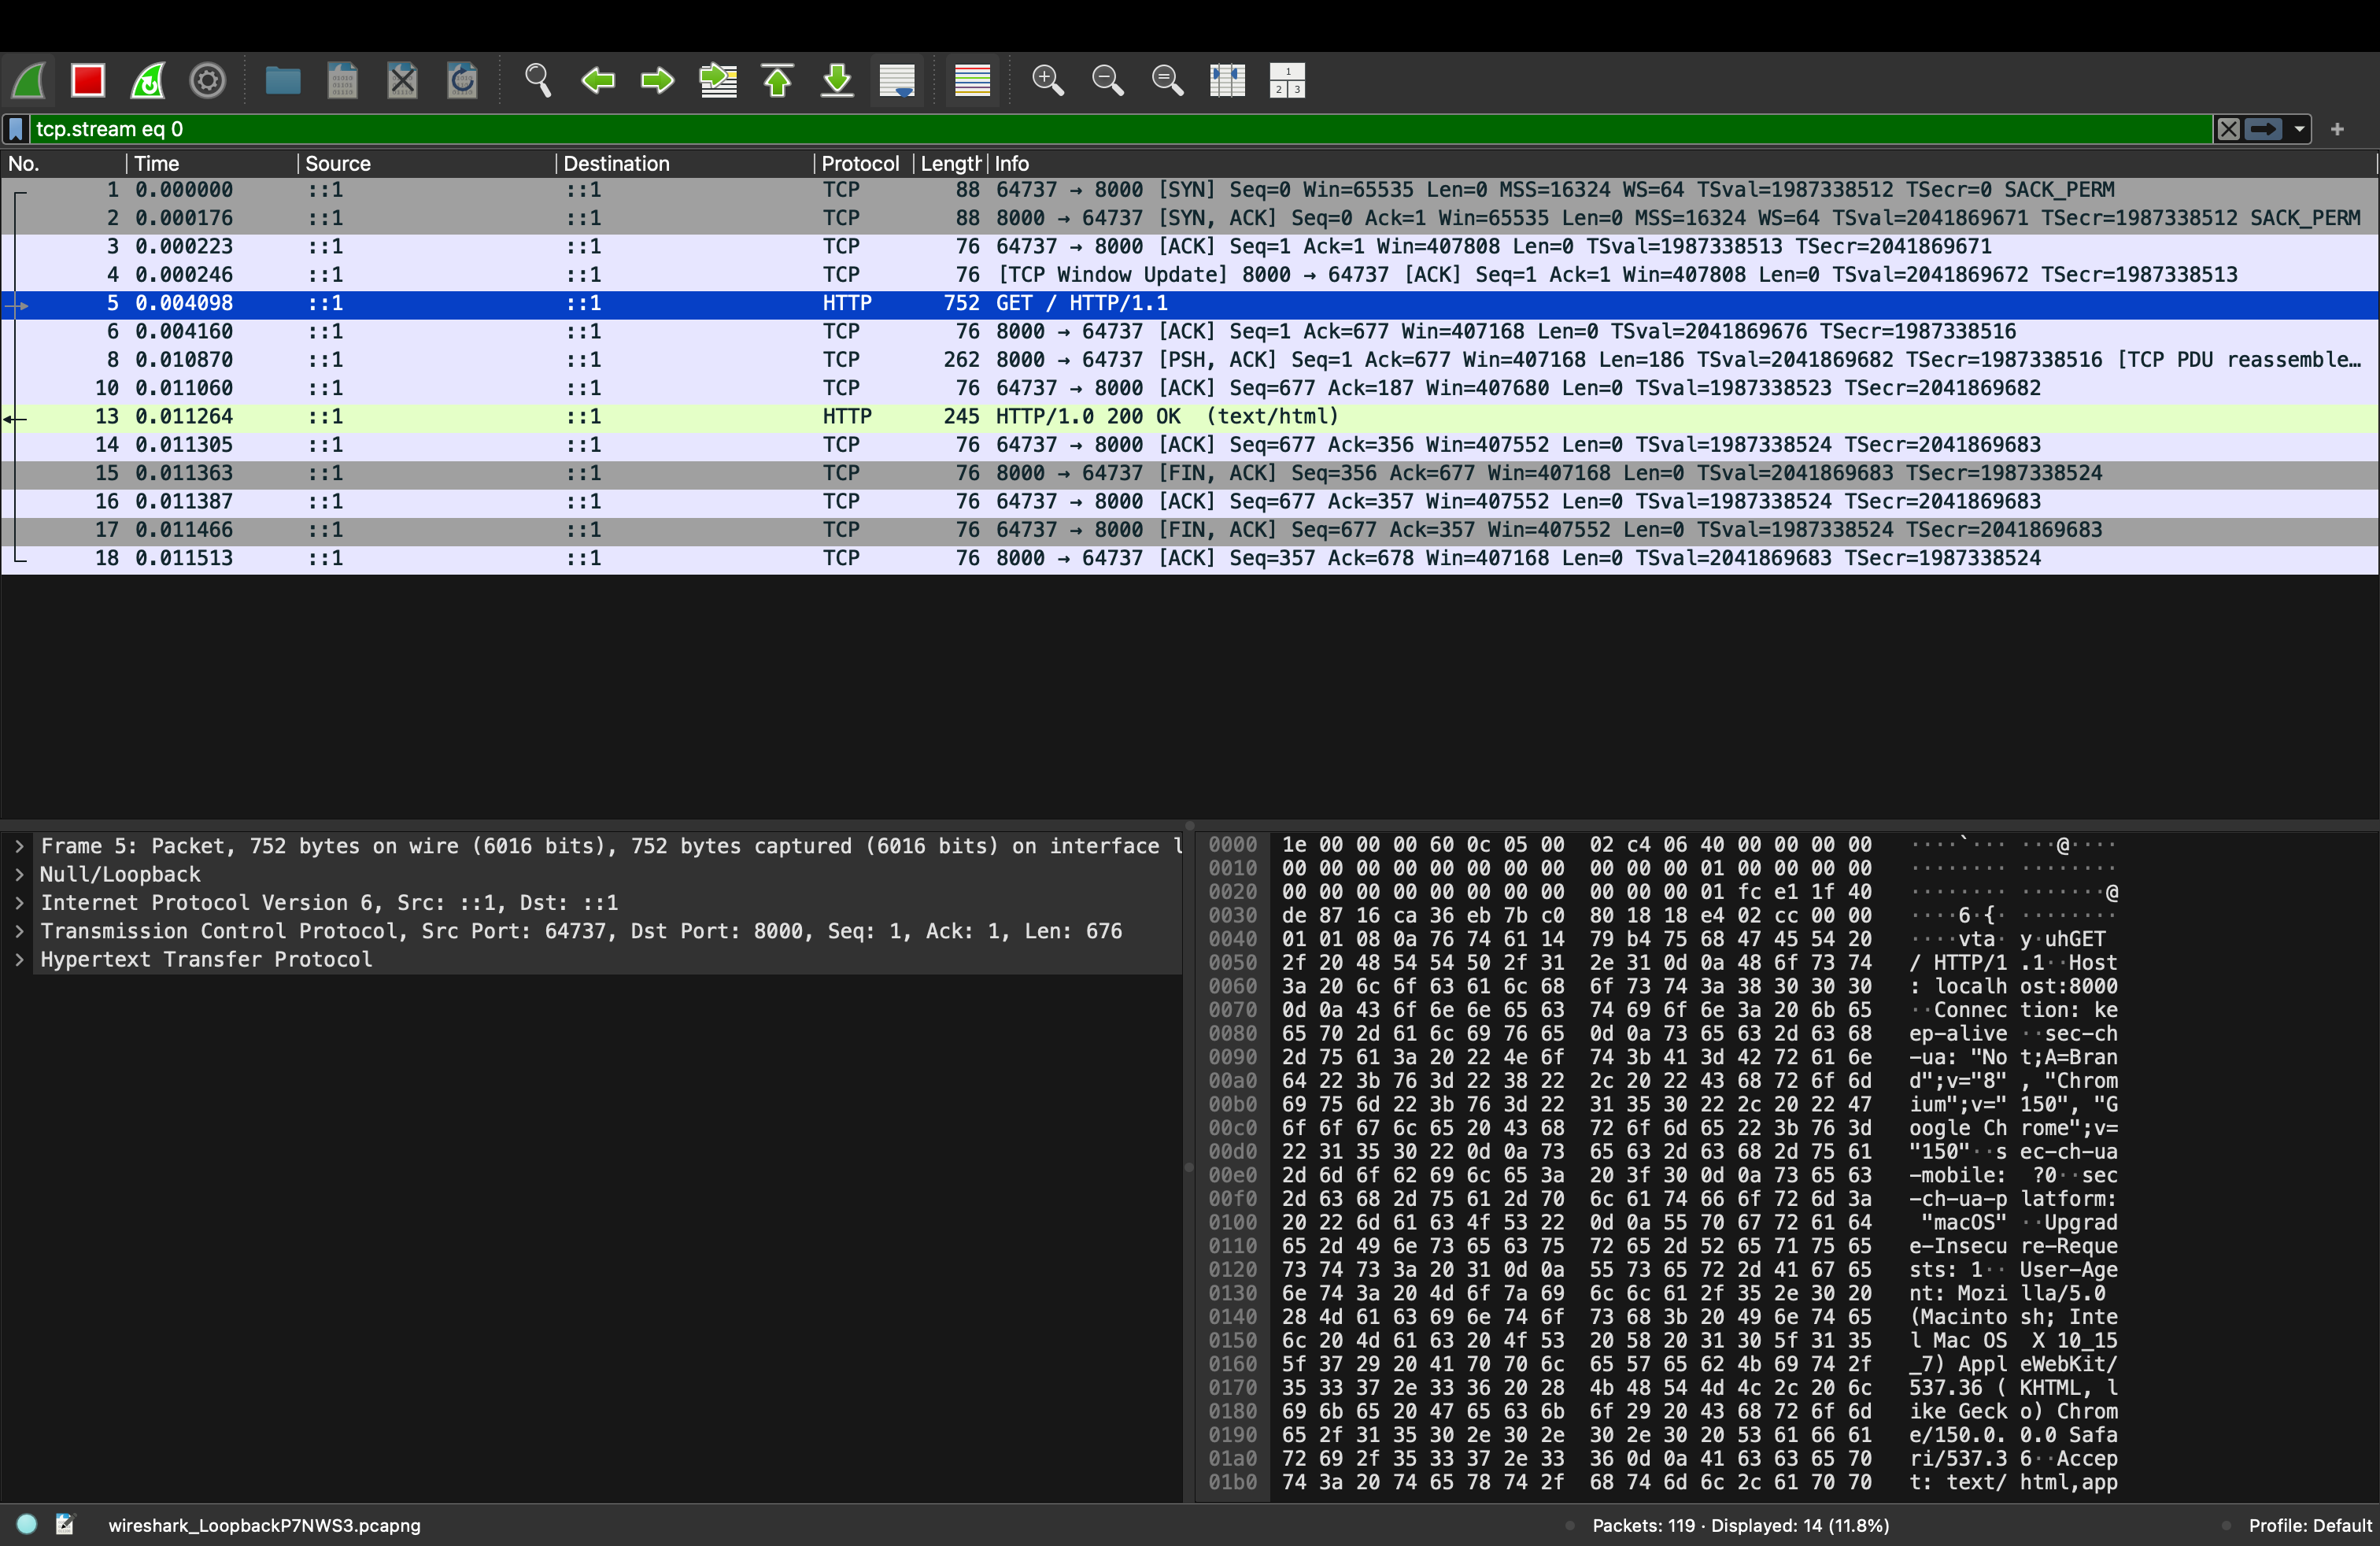 tcp.stream eq 0
No. Time Source Destination Protocol Length Info
1 0.000000 ::1 ::1 TCP 88 64737 → 8000 [SYN] Seq=0 Win=65535 Len=0 MSS=16324 WS=64 TSval=1987338512 TSecr=0 SACK_PERM
2 0.000176 ::1 ::1 TCP 88 8000 → 64737 [SYN, ACK] Seq=0 Ack=1 Win=65535 Len=0 MSS=16324 WS=64 TSval=2041869671 TSecr=1987338512 SACK_PERM
3 0.000223 ::1 ::1 TCP 76 64737 → 8000 [ACK] Seq=1 Ack=1 Win=407808 Len=0 TSval=1987338513 TSecr=2041869671
4 0.000246 ::1 ::1 TCP 76 [TCP Window Update] 8000 → 64737 [ACK] Seq=1 Ack=1 Win=407808 Len=0 TSval=2041869672 TSecr=1987338513
5 0.004098 ::1 ::1 HTTP 752 GET / HTTP/1.1
6 0.004160 ::1 ::1 TCP 76 8000 → 64737 [ACK] Seq=1 Ack=677 Win=407168 Len=0 TSval=2041869676 TSecr=1987338516
8 0.010870 ::1 ::1 TCP 262 8000 → 64737 [PSH, ACK] Seq=1 Ack=677 Win=407168 Len=186 TSval=2041869682 TSecr=1987338516 [TCP PDU reassemble…
10 0.011060 ::1 ::1 TCP 76 64737 → 8000 [ACK] Seq=677 Ack=187 Win=407680 Len=0 TSval=1987338523 TSecr=2041869682
13 0.011264 ::1 ::1 HTTP 245 HTTP/1.0 200 OK  (text/html)
14 0.011305 ::1 ::1 TCP 76 64737 → 8000 [ACK] Seq=677 Ack=356 Win=407552 Len=0 TSval=1987338524 TSecr=2041869683
15 0.011363 ::1 ::1 TCP 76 8000 → 64737 [FIN, ACK] Seq=356 Ack=677 Win=407168 Len=0 TSval=2041869683 TSecr=1987338524
16 0.011387 ::1 ::1 TCP 76 64737 → 8000 [ACK] Seq=677 Ack=357 Win=407552 Len=0 TSval=1987338524 TSecr=2041869683
17 0.011466 ::1 ::1 TCP 76 64737 → 8000 [FIN, ACK] Seq=677 Ack=357 Win=407552 Len=0 TSval=1987338524 TSecr=2041869683
18 0.011513 ::1 ::1 TCP 76 8000 → 64737 [ACK] Seq=357 Ack=678 Win=407168 Len=0 TSval=2041869683 TSecr=1987338524
Frame 5: Packet, 752 bytes on wire (6016 bits), 752 bytes captured (6016 bits) on interface l
Null/Loopback
Internet Protocol Version 6, Src: ::1, Dst: ::1
Transmission Control Protocol, Src Port: 64737, Dst Port: 8000, Seq: 1, Ack: 1, Len: 676
Hypertext Transfer Protocol
0000 1e 00 00 00 60 0c 05 00 02 c4 06 40 00 00 00 00 ····`··· ···@····
0010 00 00 00 00 00 00 00 00 00 00 00 01 00 00 00 00 ········ ········
0020 00 00 00 00 00 00 00 00 00 00 00 01 fc e1 1f 40 ········ ·······@
0030 de 87 16 ca 36 eb 7b c0 80 18 18 e4 02 cc 00 00 ····6·{· ········
0040 01 01 08 0a 76 74 61 14 79 b4 75 68 47 45 54 20 ····vta· y·uhGET
0050 2f 20 48 54 54 50 2f 31 2e 31 0d 0a 48 6f 73 74 / HTTP/1 .1··Host
0060 3a 20 6c 6f 63 61 6c 68 6f 73 74 3a 38 30 30 30 : localh ost:8000
0070 0d 0a 43 6f 6e 6e 65 63 74 69 6f 6e 3a 20 6b 65 ··Connec tion: ke
0080 65 70 2d 61 6c 69 76 65 0d 0a 73 65 63 2d 63 68 ep-alive ··sec-ch
0090 2d 75 61 3a 20 22 4e 6f 74 3b 41 3d 42 72 61 6e -ua: "No t;A=Bran
00a0 64 22 3b 76 3d 22 38 22 2c 20 22 43 68 72 6f 6d d";v="8" , "Chrom
00b0 69 75 6d 22 3b 76 3d 22 31 35 30 22 2c 20 22 47 ium";v=" 150", "G
00c0 6f 6f 67 6c 65 20 43 68 72 6f 6d 65 22 3b 76 3d oogle Ch rome";v=
00d0 22 31 35 30 22 0d 0a 73 65 63 2d 63 68 2d 75 61 "150"··s ec-ch-ua
00e0 2d 6d 6f 62 69 6c 65 3a 20 3f 30 0d 0a 73 65 63 -mobile: ?0··sec
00f0 2d 63 68 2d 75 61 2d 70 6c 61 74 66 6f 72 6d 3a -ch-ua-p latform:
0100 20 22 6d 61 63 4f 53 22 0d 0a 55 70 67 72 61 64 "macOS" ··Upgrad
0110 65 2d 49 6e 73 65 63 75 72 65 2d 52 65 71 75 65 e-Insecu re-Reque
0120 73 74 73 3a 20 31 0d 0a 55 73 65 72 2d 41 67 65 sts: 1·· User-Age
0130 6e 74 3a 20 4d 6f 7a 69 6c 6c 61 2f 35 2e 30 20 nt: Mozi lla/5.0
0140 28 4d 61 63 69 6e 74 6f 73 68 3b 20 49 6e 74 65 (Macinto sh; Inte
0150 6c 20 4d 61 63 20 4f 53 20 58 20 31 30 5f 31 35 l Mac OS X 10_15
0160 5f 37 29 20 41 70 70 6c 65 57 65 62 4b 69 74 2f _7) Appl eWebKit/
0170 35 33 37 2e 33 36 20 28 4b 48 54 4d 4c 2c 20 6c 537.36 ( KHTML, l
0180 69 6b 65 20 47 65 63 6b 6f 29 20 43 68 72 6f 6d ike Geck o) Chrom
0190 65 2f 31 35 30 2e 30 2e 30 2e 30 20 53 61 66 61 e/150.0. 0.0 Safa
01a0 72 69 2f 35 33 37 2e 33 36 0d 0a 41 63 63 65 70 ri/537.3 6··Accep
01b0 74 3a 20 74 65 78 74 2f 68 74 6d 6c 2c 61 70 70 t: text/ html,app
wireshark_LoopbackP7NWS3.pcapng Packets: 119 · Displayed: 14 (11.8%) Profile: Default